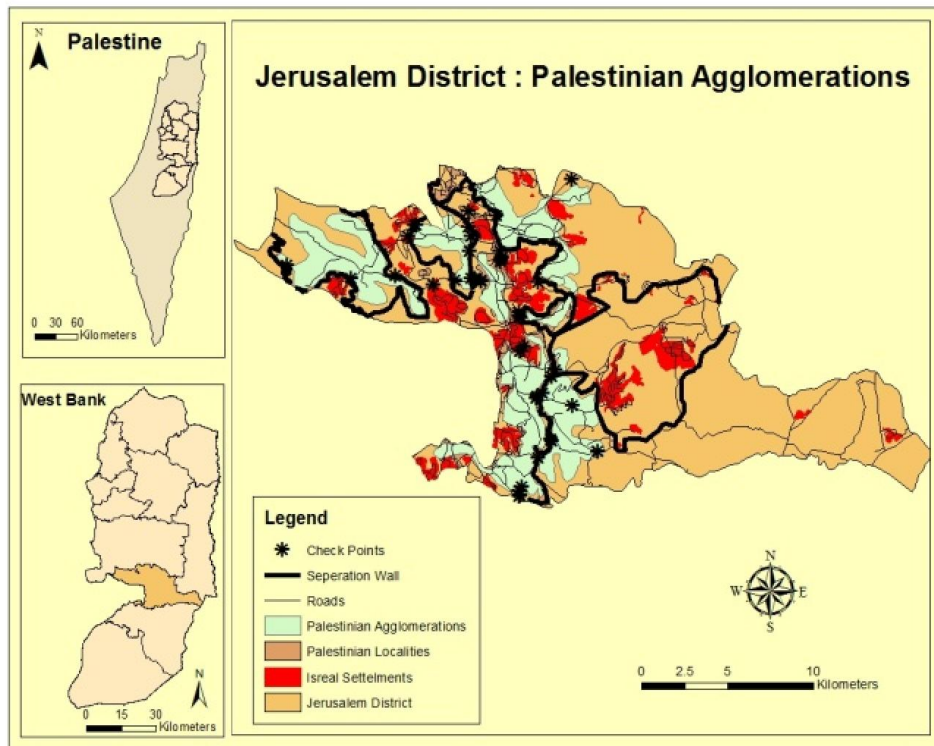 N
Palestine
0 30 60
Kilometers
West Bank
N
0 15 30
Kilometers
Jerusalem District : Palestinian Agglomerations
Legend
Check Points
Seperation Wall
Roads
Palestinian Agglomerations
Palestinian Localities
Isreal Settelments
Jerusalem District
N
W E
S
0 2.5 5 10
Kilometers